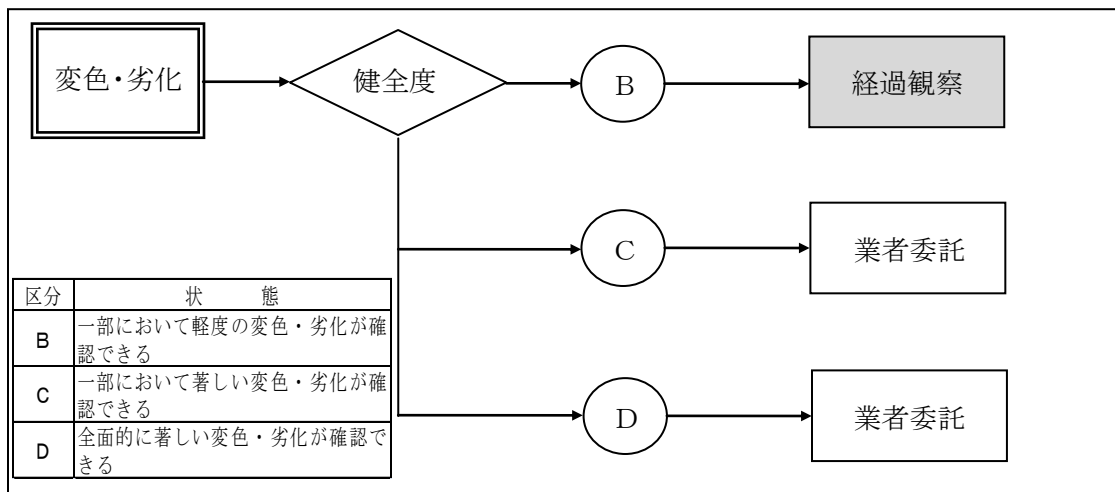 変色・劣化
健全度
B
経過観察
C
業者委託
区分 状 態
B 一部において軽度の変色・劣化が確
認できる
C 一部において著しい変色・劣化が確
認できる
D 全面的に著しい変色・劣化が確認で
きる
D
業者委託